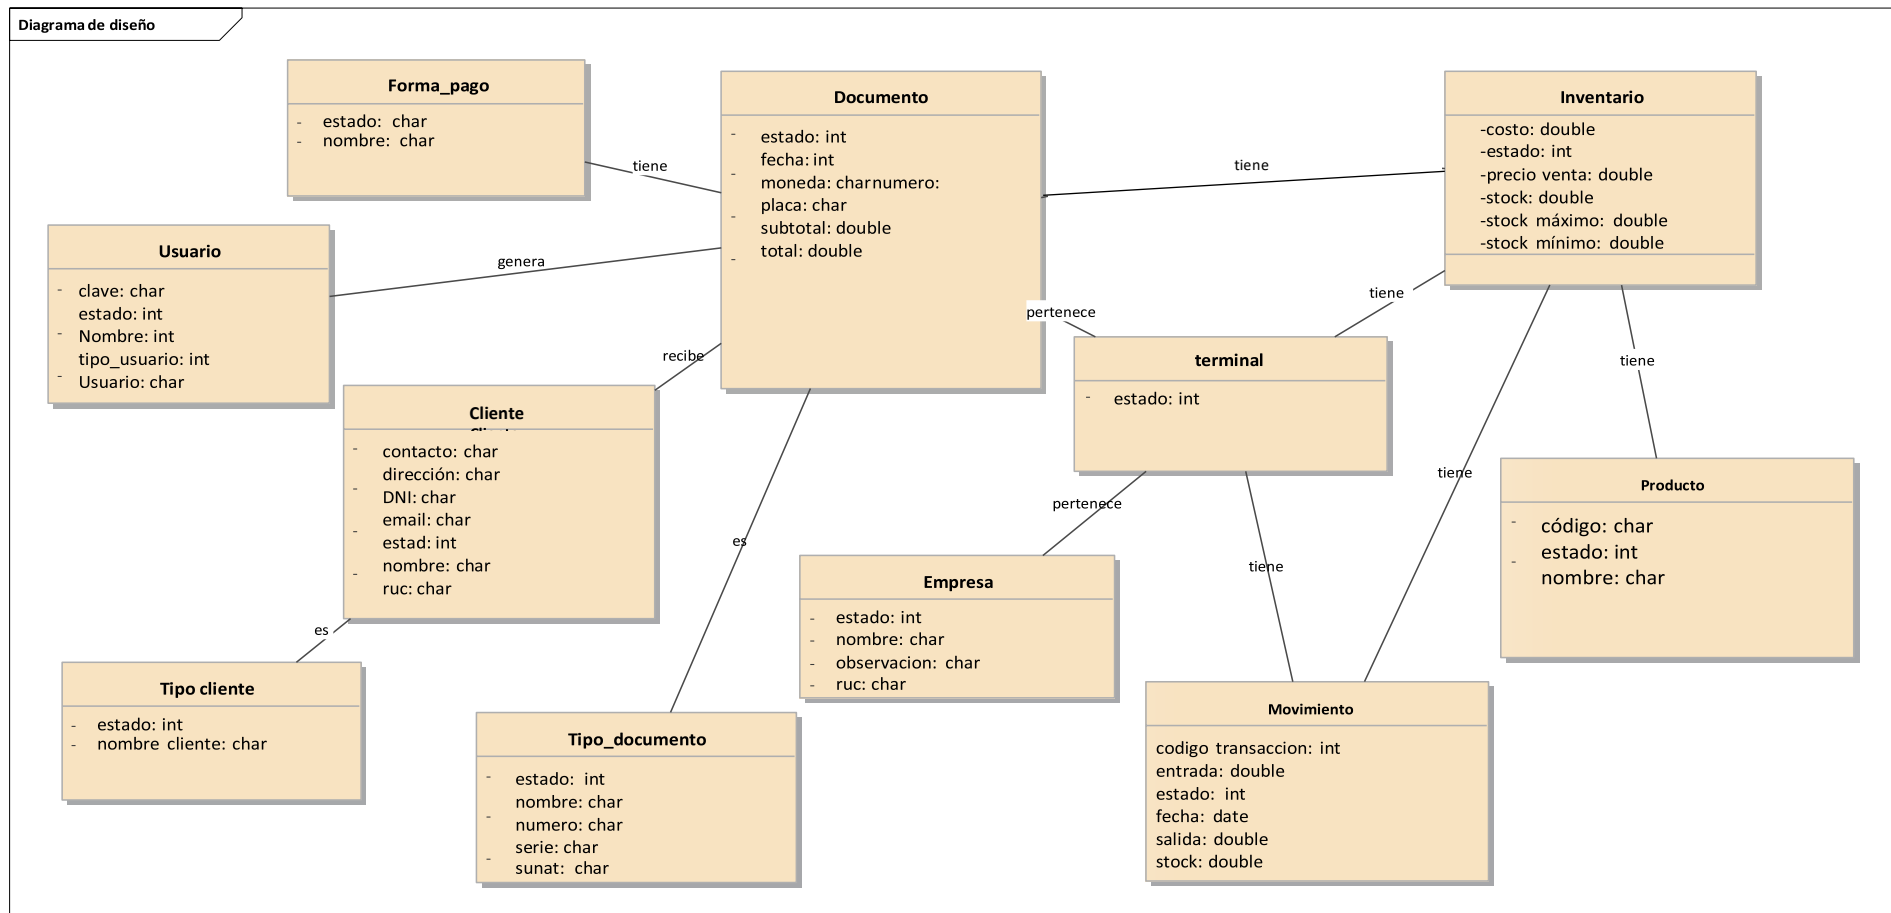 Diagrama de diseño
Forma_pago
- estado: char
- nombre: char
Documento
- estado: int
fecha: int
- moneda: charnumero:
placa: char
- subtotal: double
total: double
-
Inventario
-costo: double
-estado: int
-precio venta: double
-stock: double
-stock máximo: double
-stock mínimo: double
tiene
tiene
Usuario
- clave: char
estado: int
- Nombre: int
tipo_usuario: int
- Usuario: char
genera
tiene
pertenece
recibe
terminal
- estado: int
tiene
Cliente
- contacto: char
dirección: char
- DNI: char
email: char
- estad: int
nombre: char
- ruc: char
tiene
Producto
- código: char
estado: int
- nombre: char
pertenece
es
tiene
Empresa
- estado: int
- nombre: char
- observacion: char
- ruc: char
es
Tipo cliente
- estado: int
- nombre cliente: char
Tipo_documento
- estado: int
nombre: char
- numero: char
serie: char
- sunat: char
Movimiento
codigo transaccion: int
entrada: double
estado: int
fecha: date
salida: double
stock: double